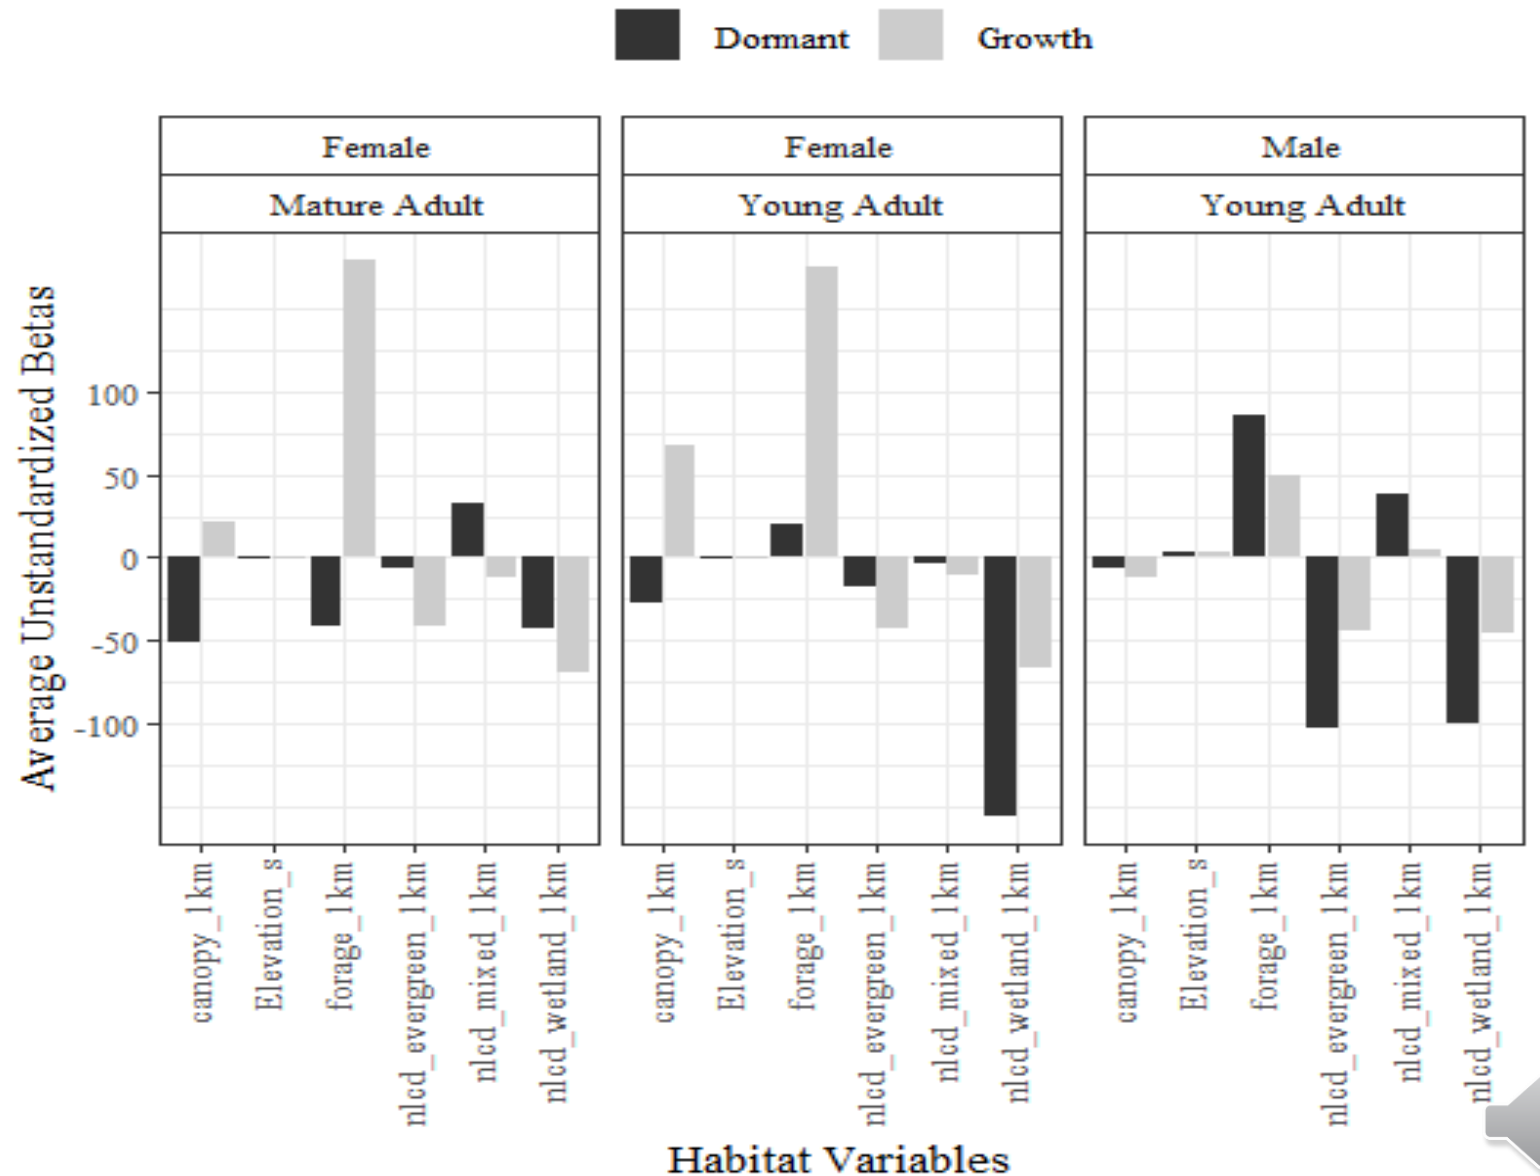 Dormant Growth
Female Female Male
Mature Adult Young Adult Young Adult
Average Unstandardized Betas
100
50
0
-50
-100
canopy_1km
Elevation_s
forage_1km
nlcd_evergreen_1km
nlcd_mixed_1km
nlcd_wetland_1km
canopy_1km
Elevation_s
forage_1km
nlcd_evergreen_1km
nlcd_mixed_1km
nlcd_wetland_1km
canopy_1km
Elevation_s
forage_1km
nlcd_evergreen_1km
nlcd_mixed_1km
nlcd_wetland_1km
Habitat Variables